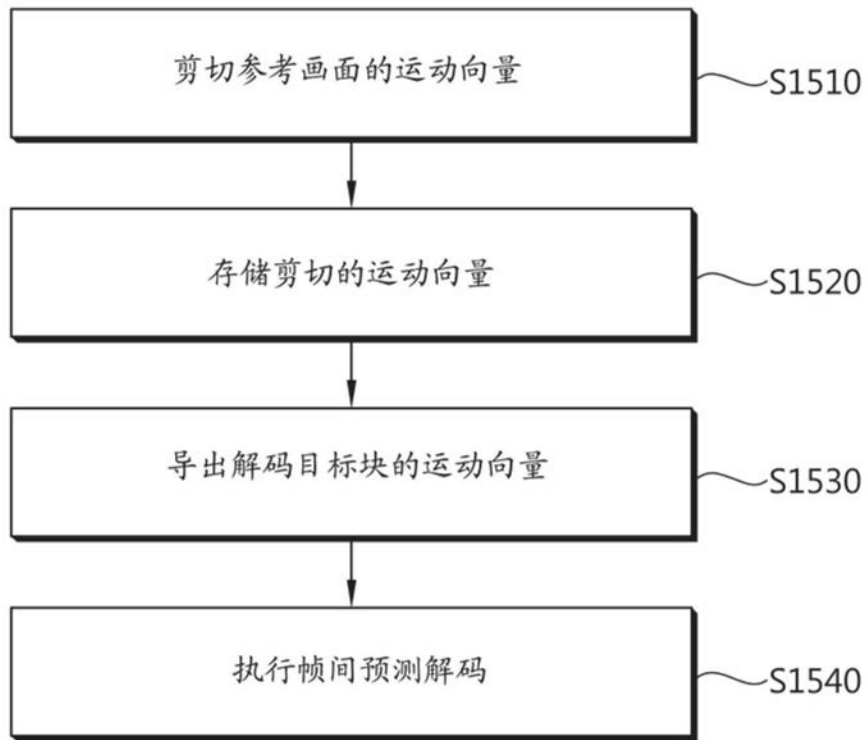 剪切参考画面的运动向量
S1510
存储剪切的运动向量
S1520
导出解码目标块的运动向量
S1530
执行帧间预测解码
S1540